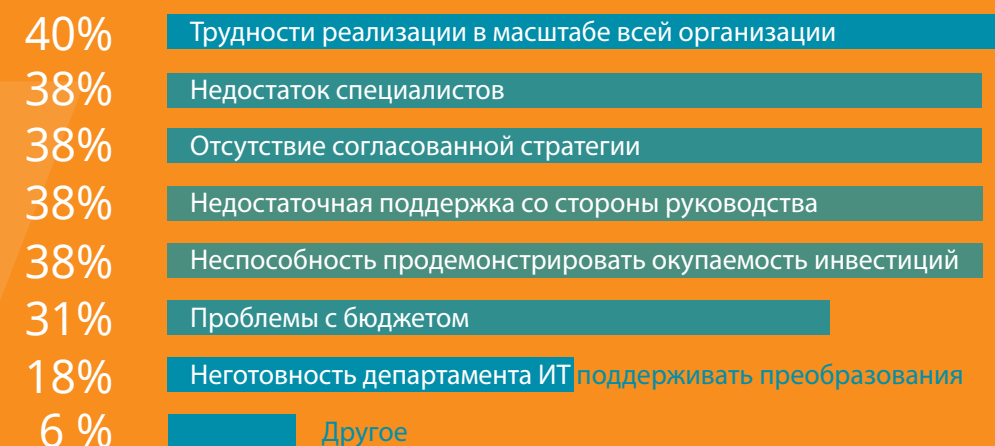 40% Трудности реализации в масштабе всей организации
38% Недостаток специалистов
38% Отсутствие согласованной стратегии
38% Недостаточная поддержка со стороны руководства
38% Неспособность продемонстрировать окупаемость инвестиций
31% Проблемы с бюджетом
18% Неготовность департамента ИТ поддерживать преобразования
6 % Другое